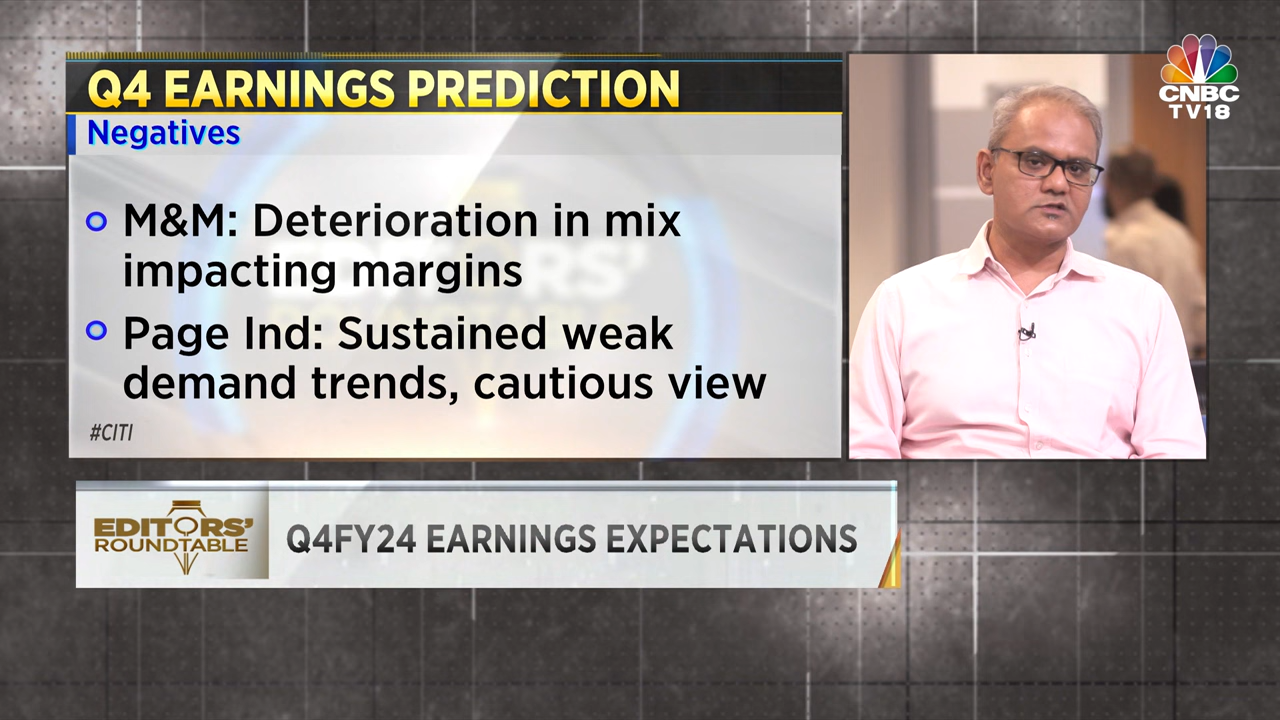 Q4 EARNINGS PREDICTION
CNBC
TV18
Negatives
M&M: Deterioration in mix
impacting margins
Page Ind: Sustained weak
demand trends, cautious view
#CITI
EDITORS'
ROUNDTABLE
Q4FY24 EARNINGS EXPECTATIONS